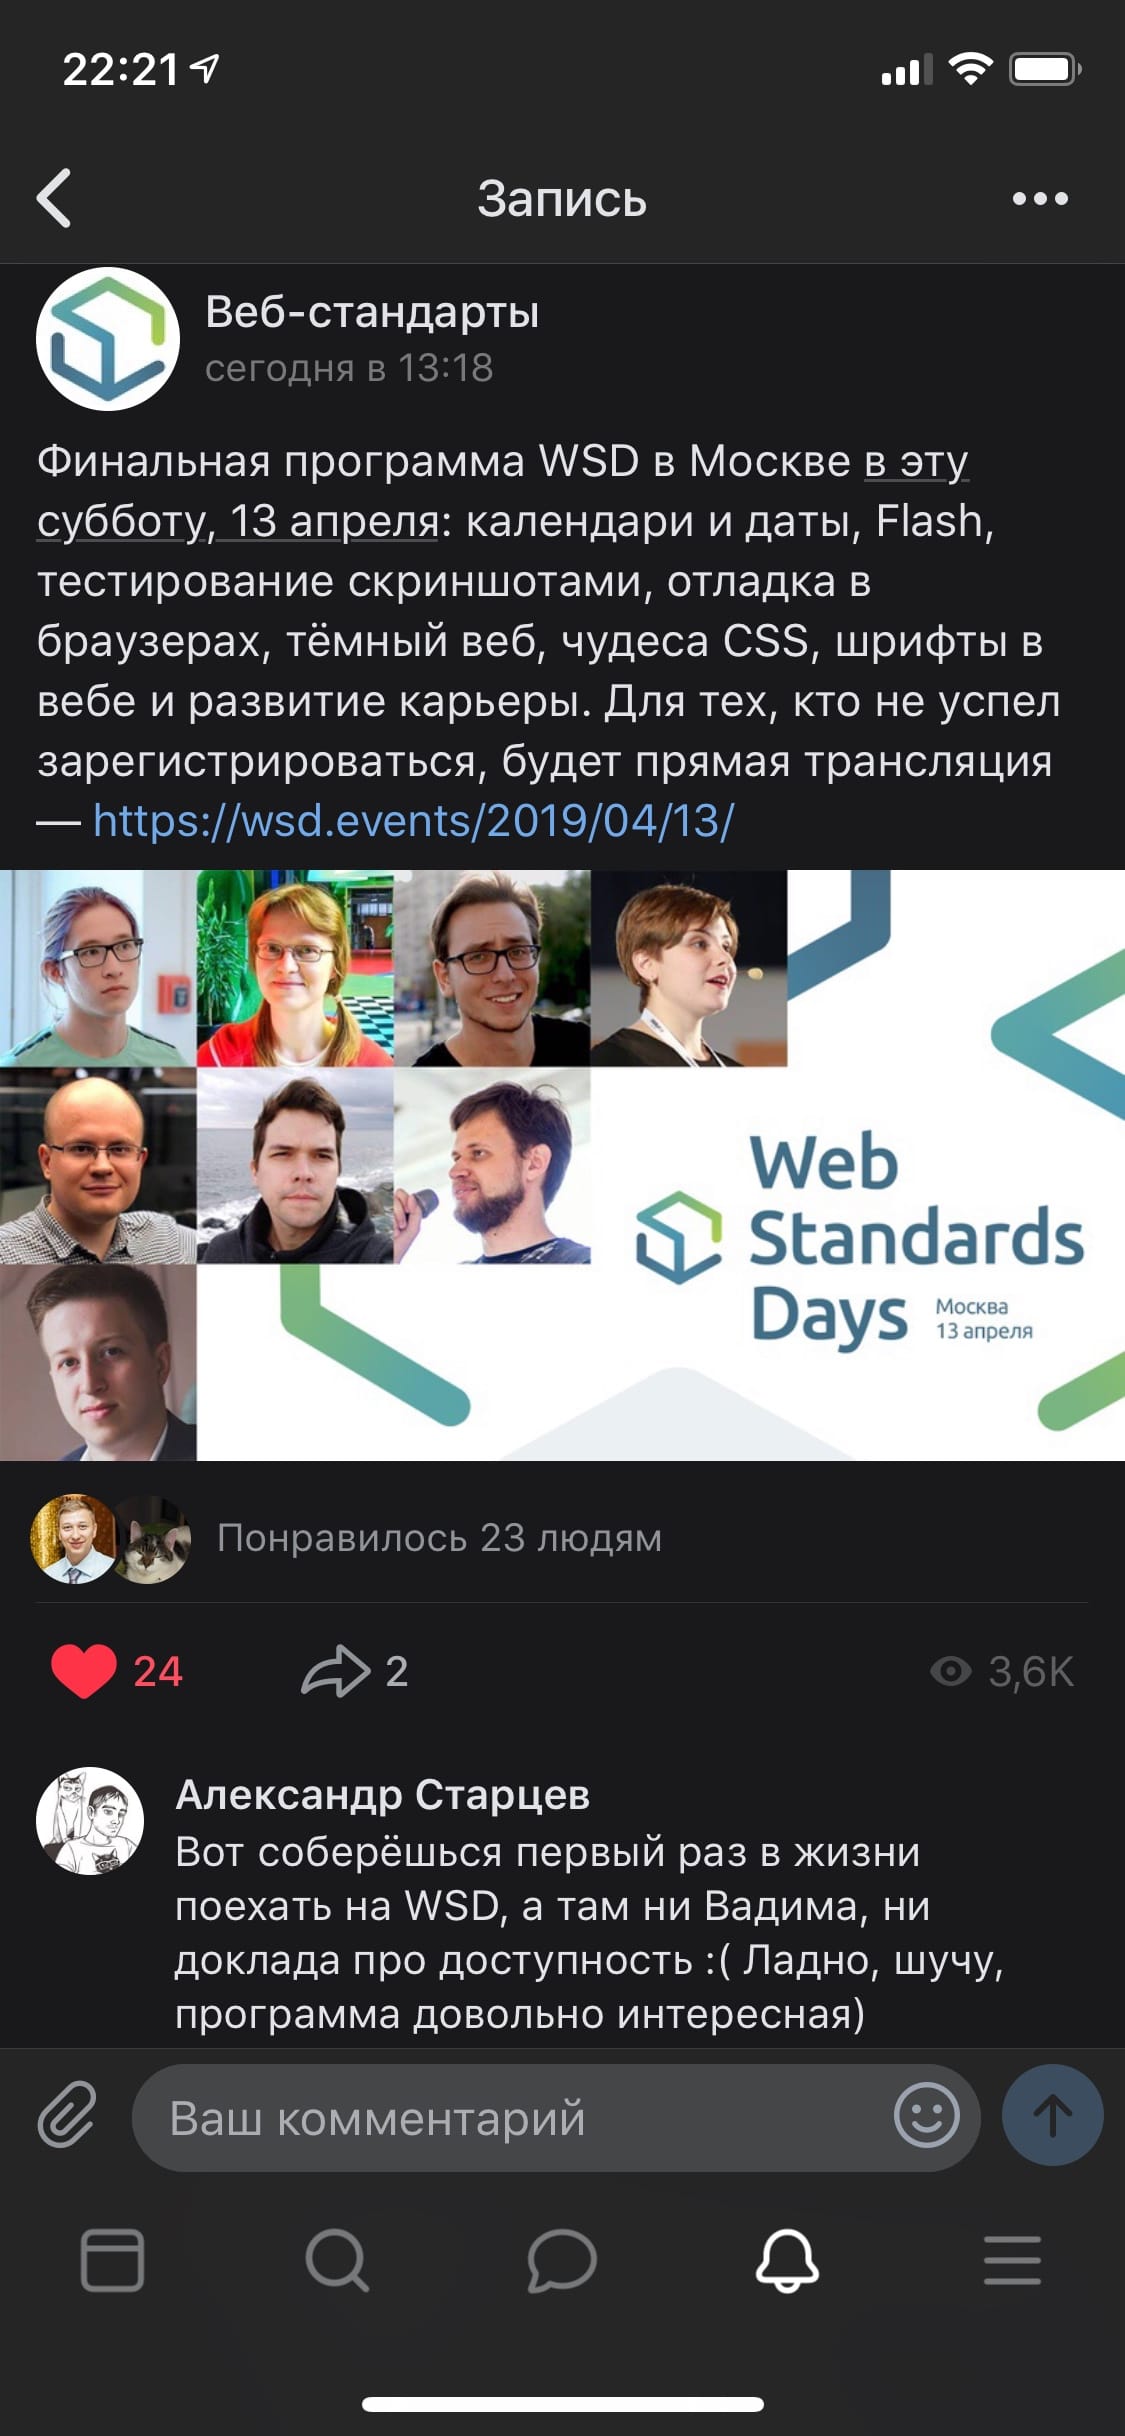 22:21
Запись
Веб-стандарты
сегодня в 13:18
Финальная программа WSD в Москве в эту
субботу, 13 апреля: календари и даты, Flash,
тестирование скриншотами, отладка в
браузерах, тёмный веб, чудеса CSS, шрифты в
вебе и развитие карьеры. Для тех, кто не успел
зарегистрироваться, будет прямая трансляция
— https://wsd.events/2019/04/13/
Web
Standards
Days
Москва
13 апреля
Понравилось 23 людям
24
2
3,6K
Александр Старцев
Вот соберёшься первый раз в жизни
поехать на WSD, а там ни Вадима, ни
доклада про доступность :( Ладно, шучу,
программа довольно интересная)
Ваш комментарий